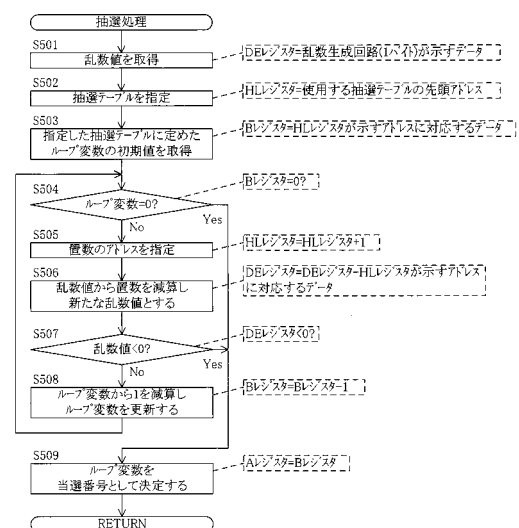 抽選処理
S501
乱数値を取得
DEレジスタ=乱数生成回路(1バイト)が示すデータ
S502
抽選テーブルを指定
HLレジスタ=使用する抽選テーブルの先頭アドレス
S503
指定した抽選テーブルに定めた
ループ変数の初期値を取得
Bレジスタ=HLレジスタが示すアドレスに対応するデータ
S504
ループ変数=0?
Bレジスタ=0?
Yes
No
S505
置数のアドレスを指定
HLレジスタ=HLレジスタ+1
S506
乱数値から置数を減算し
新たな乱数値とする
DEレジスタ=DEレジスタ-HLレジスタが示すアドレス
に対応するデータ
S507
乱数値<0?
DEレジスタ<0?
Yes
No
S508
ループ変数から1を減算し
ループ変数を更新する
Bレジスタ=Bレジスタ-1
S509
ループ変数を
当選番号として決定する
Aレジスタ=Bレジスタ
RETURN